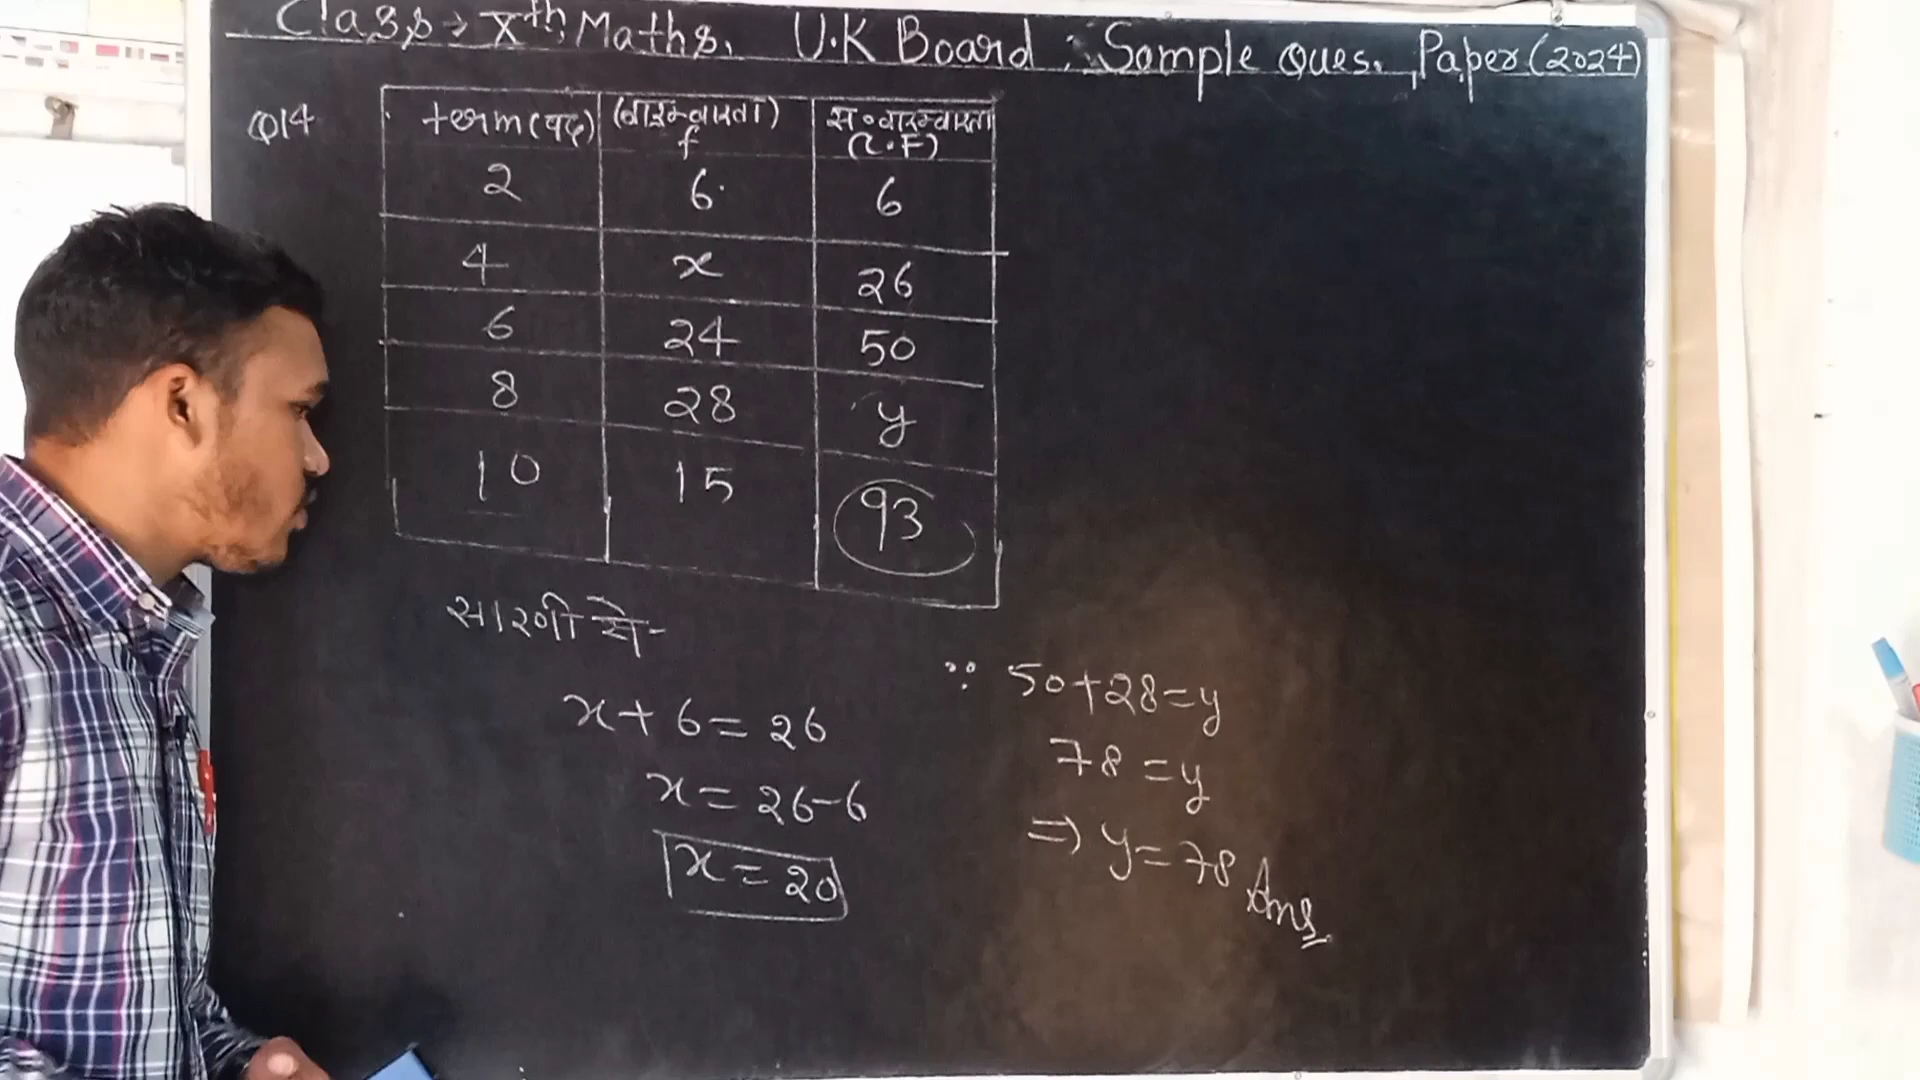 Class → Xth, Maths. U.K Board : Sample Ques. Paper (2024)
Q14
term (पद) (बारम्बारता) f स०बारम्बारता (C.F)
2 6 6
4 x 26
6 24 50
8 28 y
10 15 93
सारणी से-
x + 6 = 26
x = 26-6
x = 20
∵ 50+28=y
78 = y
⇒ y = 78 Ans